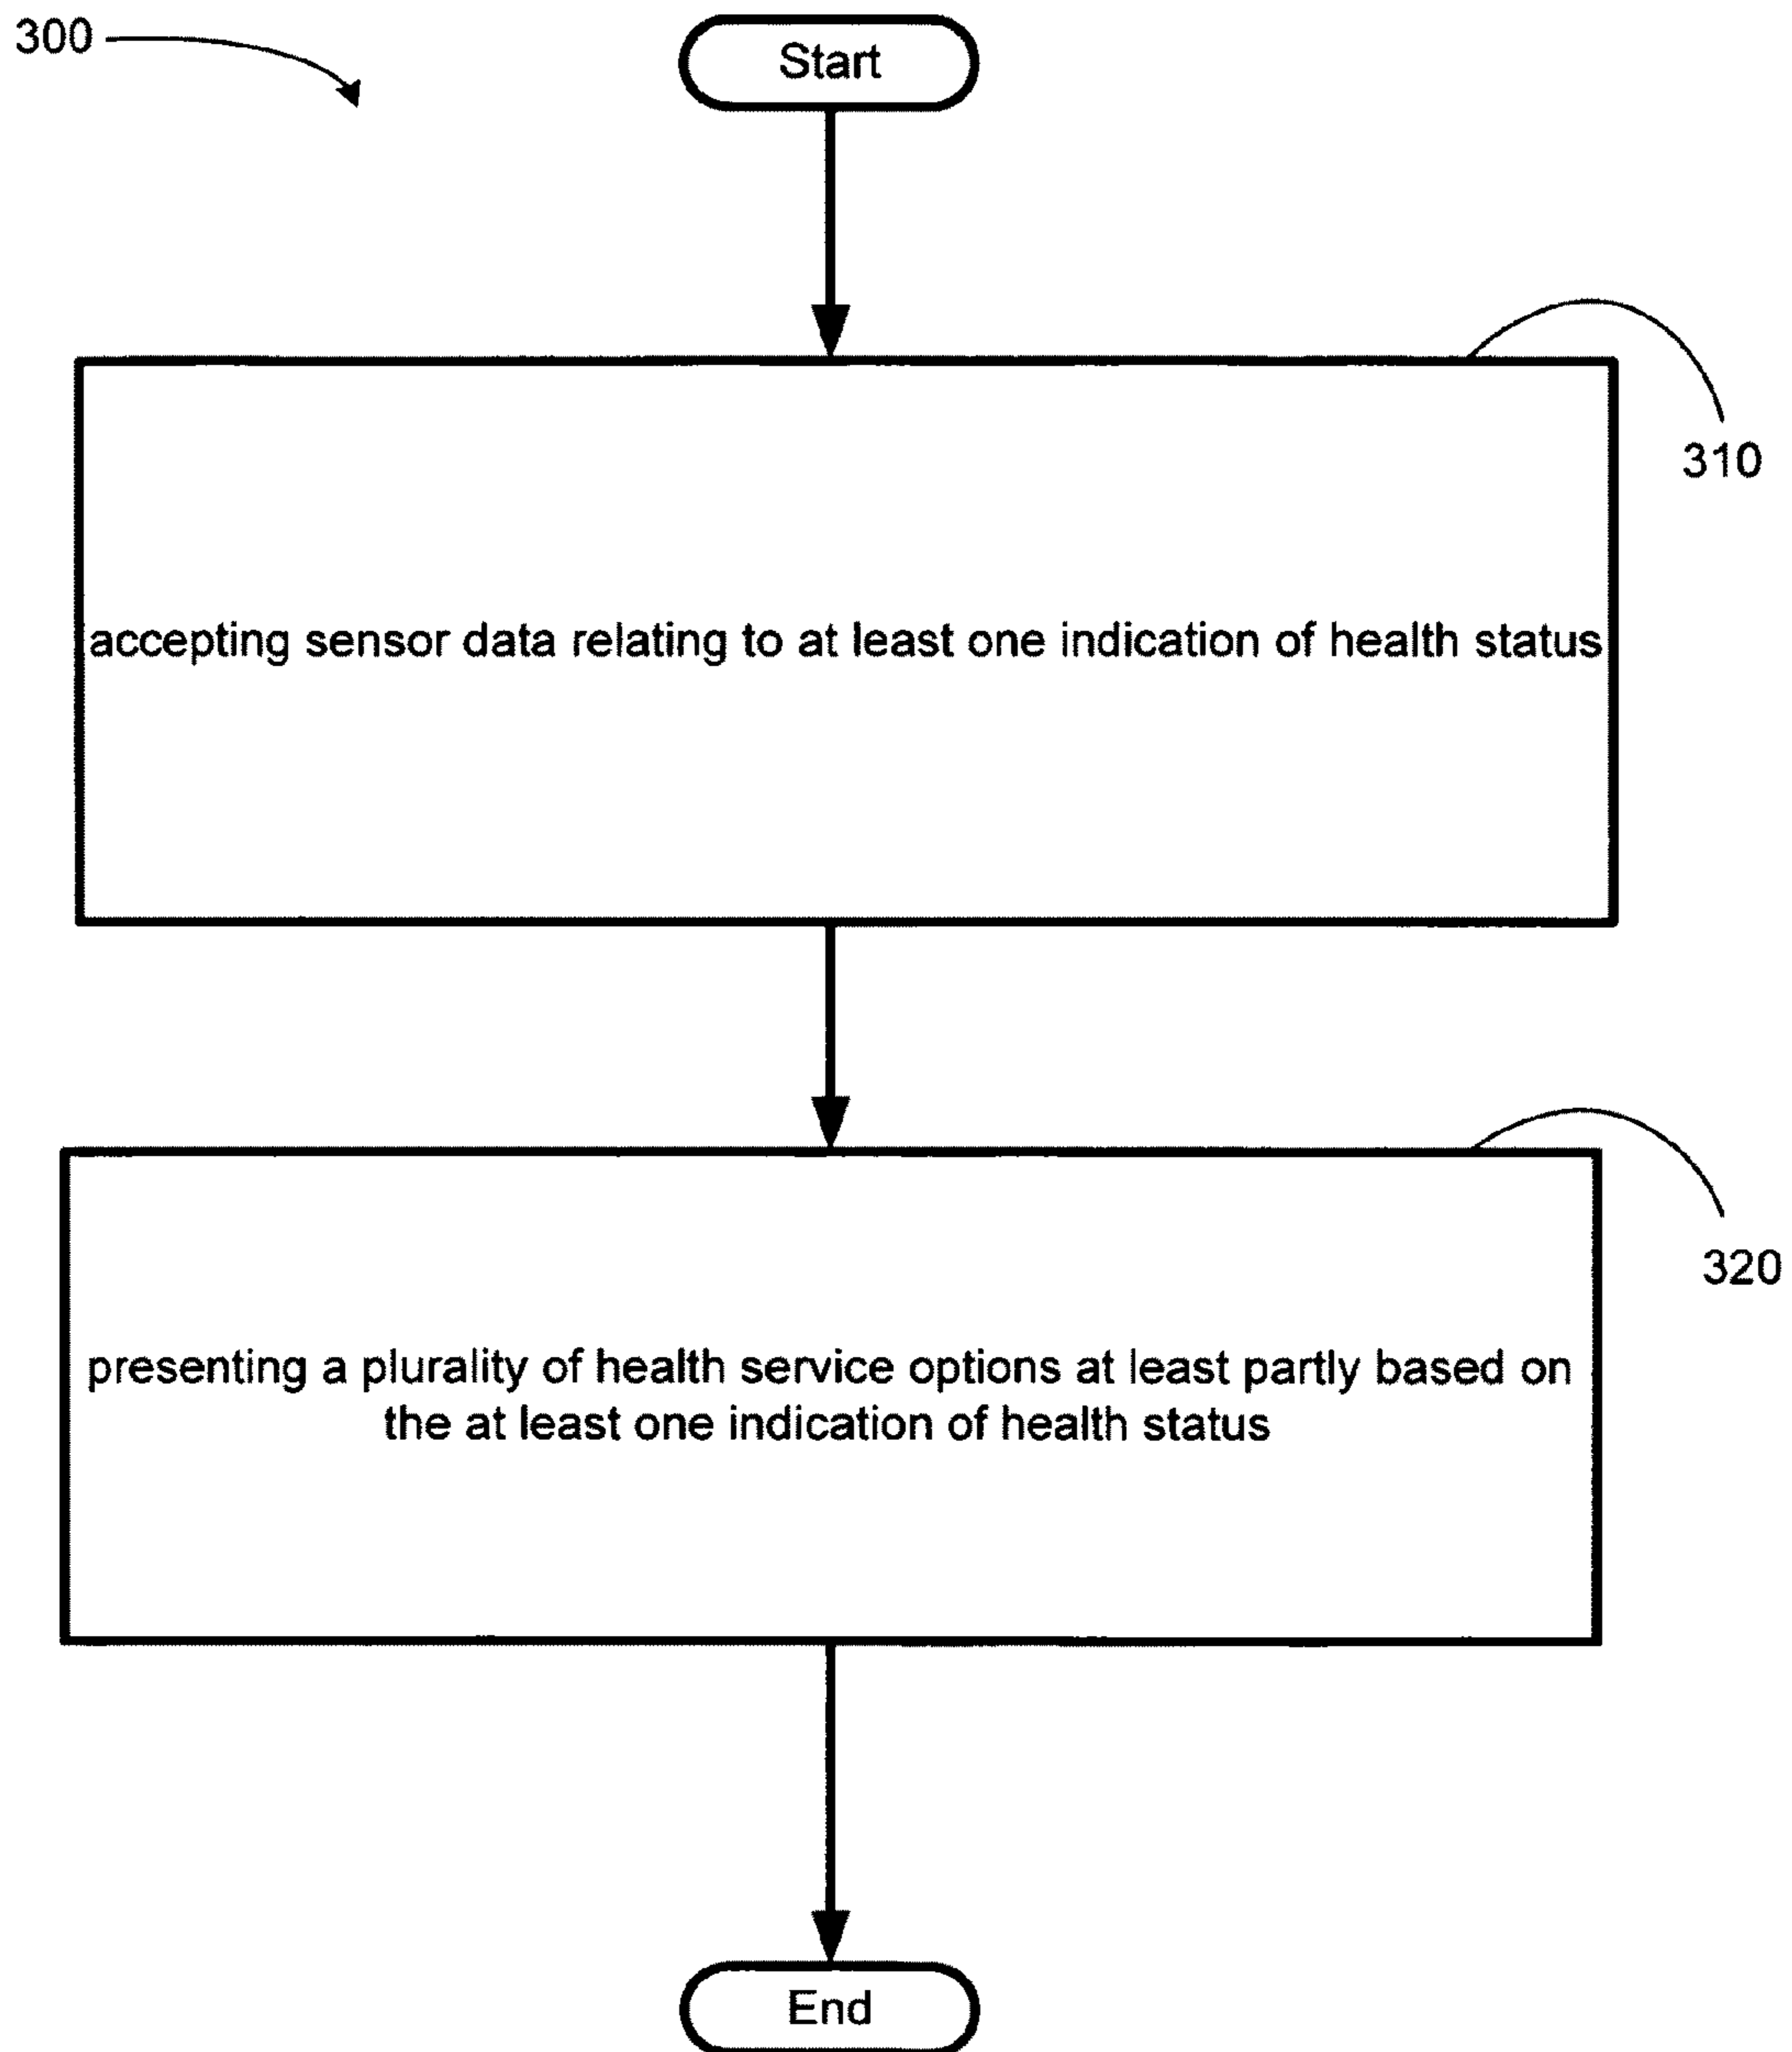 300
Start
310
accepting sensor data relating to at least one indication of health status
320
presenting a plurality of health service options at least partly based on
the at least one indication of health status
End